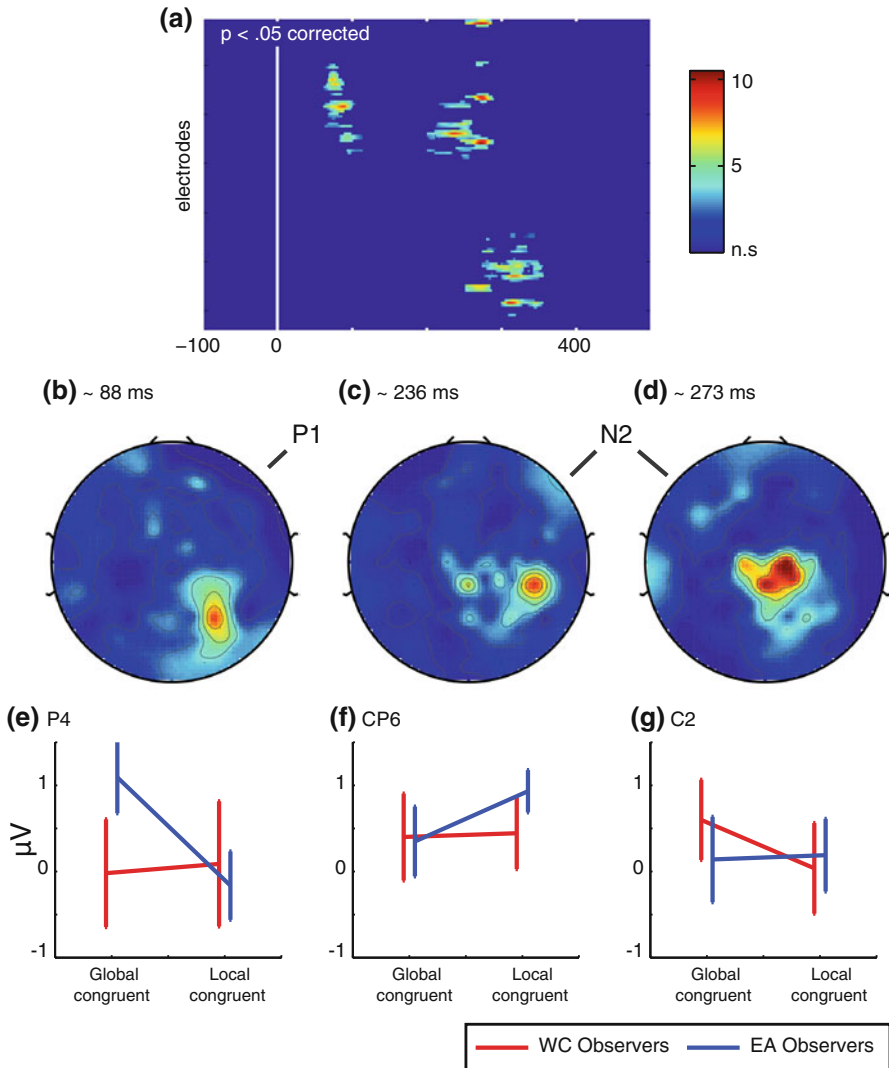 (a)
p < .05 corrected
electrodes
−100 0 400
10
5
n.s
(b) ~ 88 ms
(c) ~ 236 ms
(d) ~ 273 ms
P1
N2
(e) P4
(f) CP6
(g) C2
µV
1
0
-1
1
0
-1
1
0
-1
Global congruent
Local congruent
Global congruent
Local congruent
Global congruent
Local congruent
WC Observers
EA Observers